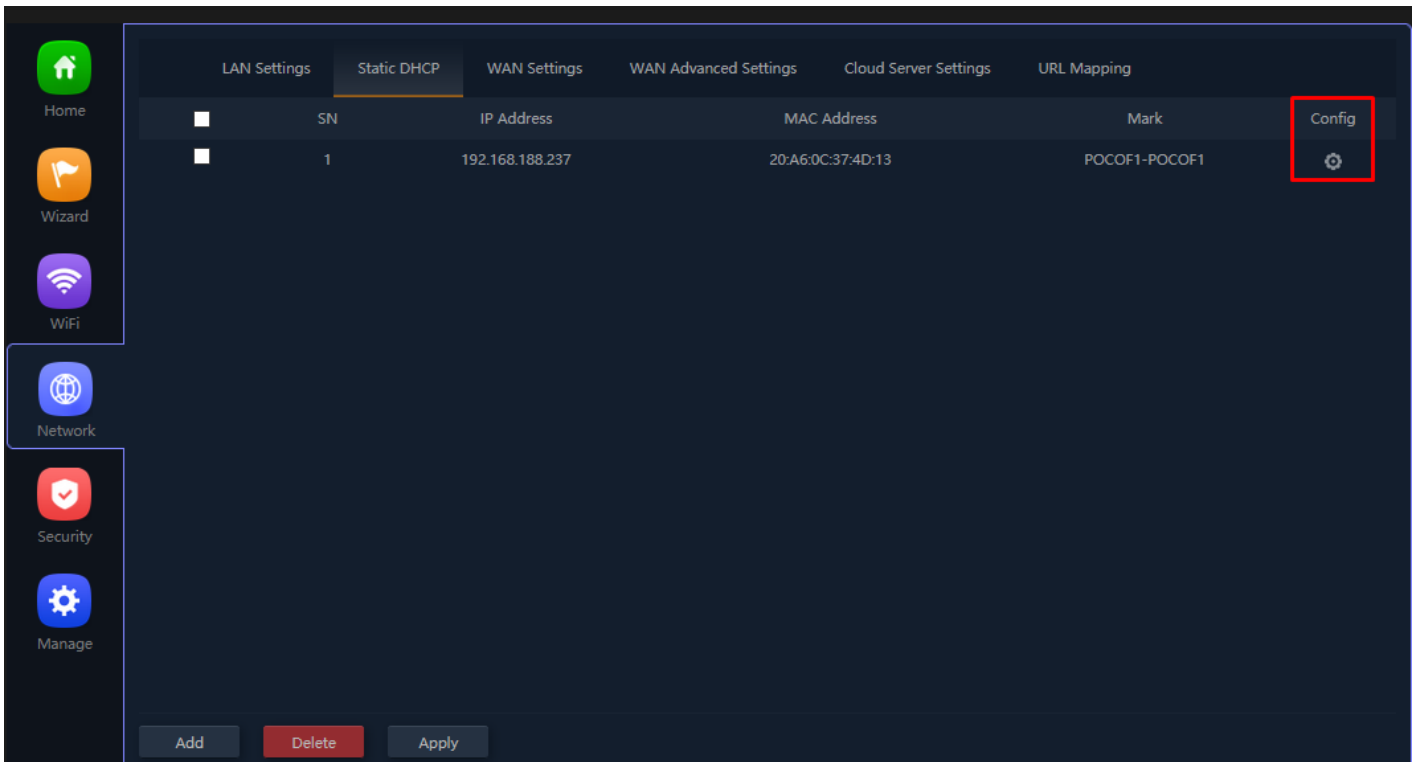 Home
Wizard
WiFi
Network
Security
Manage
LAN Settings Static DHCP WAN Settings WAN Advanced Settings Cloud Server Settings URL Mapping
SN IP Address MAC Address Mark Config
1 192.168.188.237 20:A6:0C:37:4D:13 POCOF1-POCOF1
Add Delete Apply